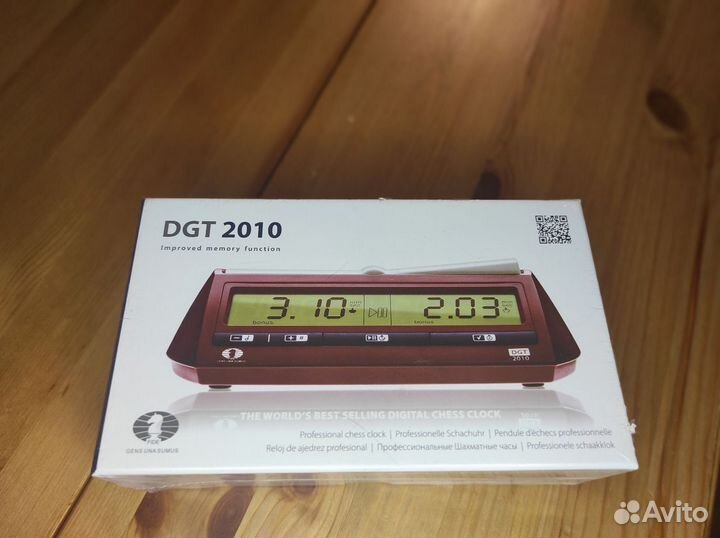 DGT 2010
Improved memory function
3.10 2.03
bonus bonus
DGT
2010
THE WORLD'S BEST SELLING DIGITAL CHESS CLOCK
Professional chess clock | Professionelle Schachuhr | Pendule d'échecs professionnelle
Reloj de ajedrez profesional | Профессиональные Шахматные часы | Professionele schaakklok
FIDE
GENS UNA SUMUS
Avito